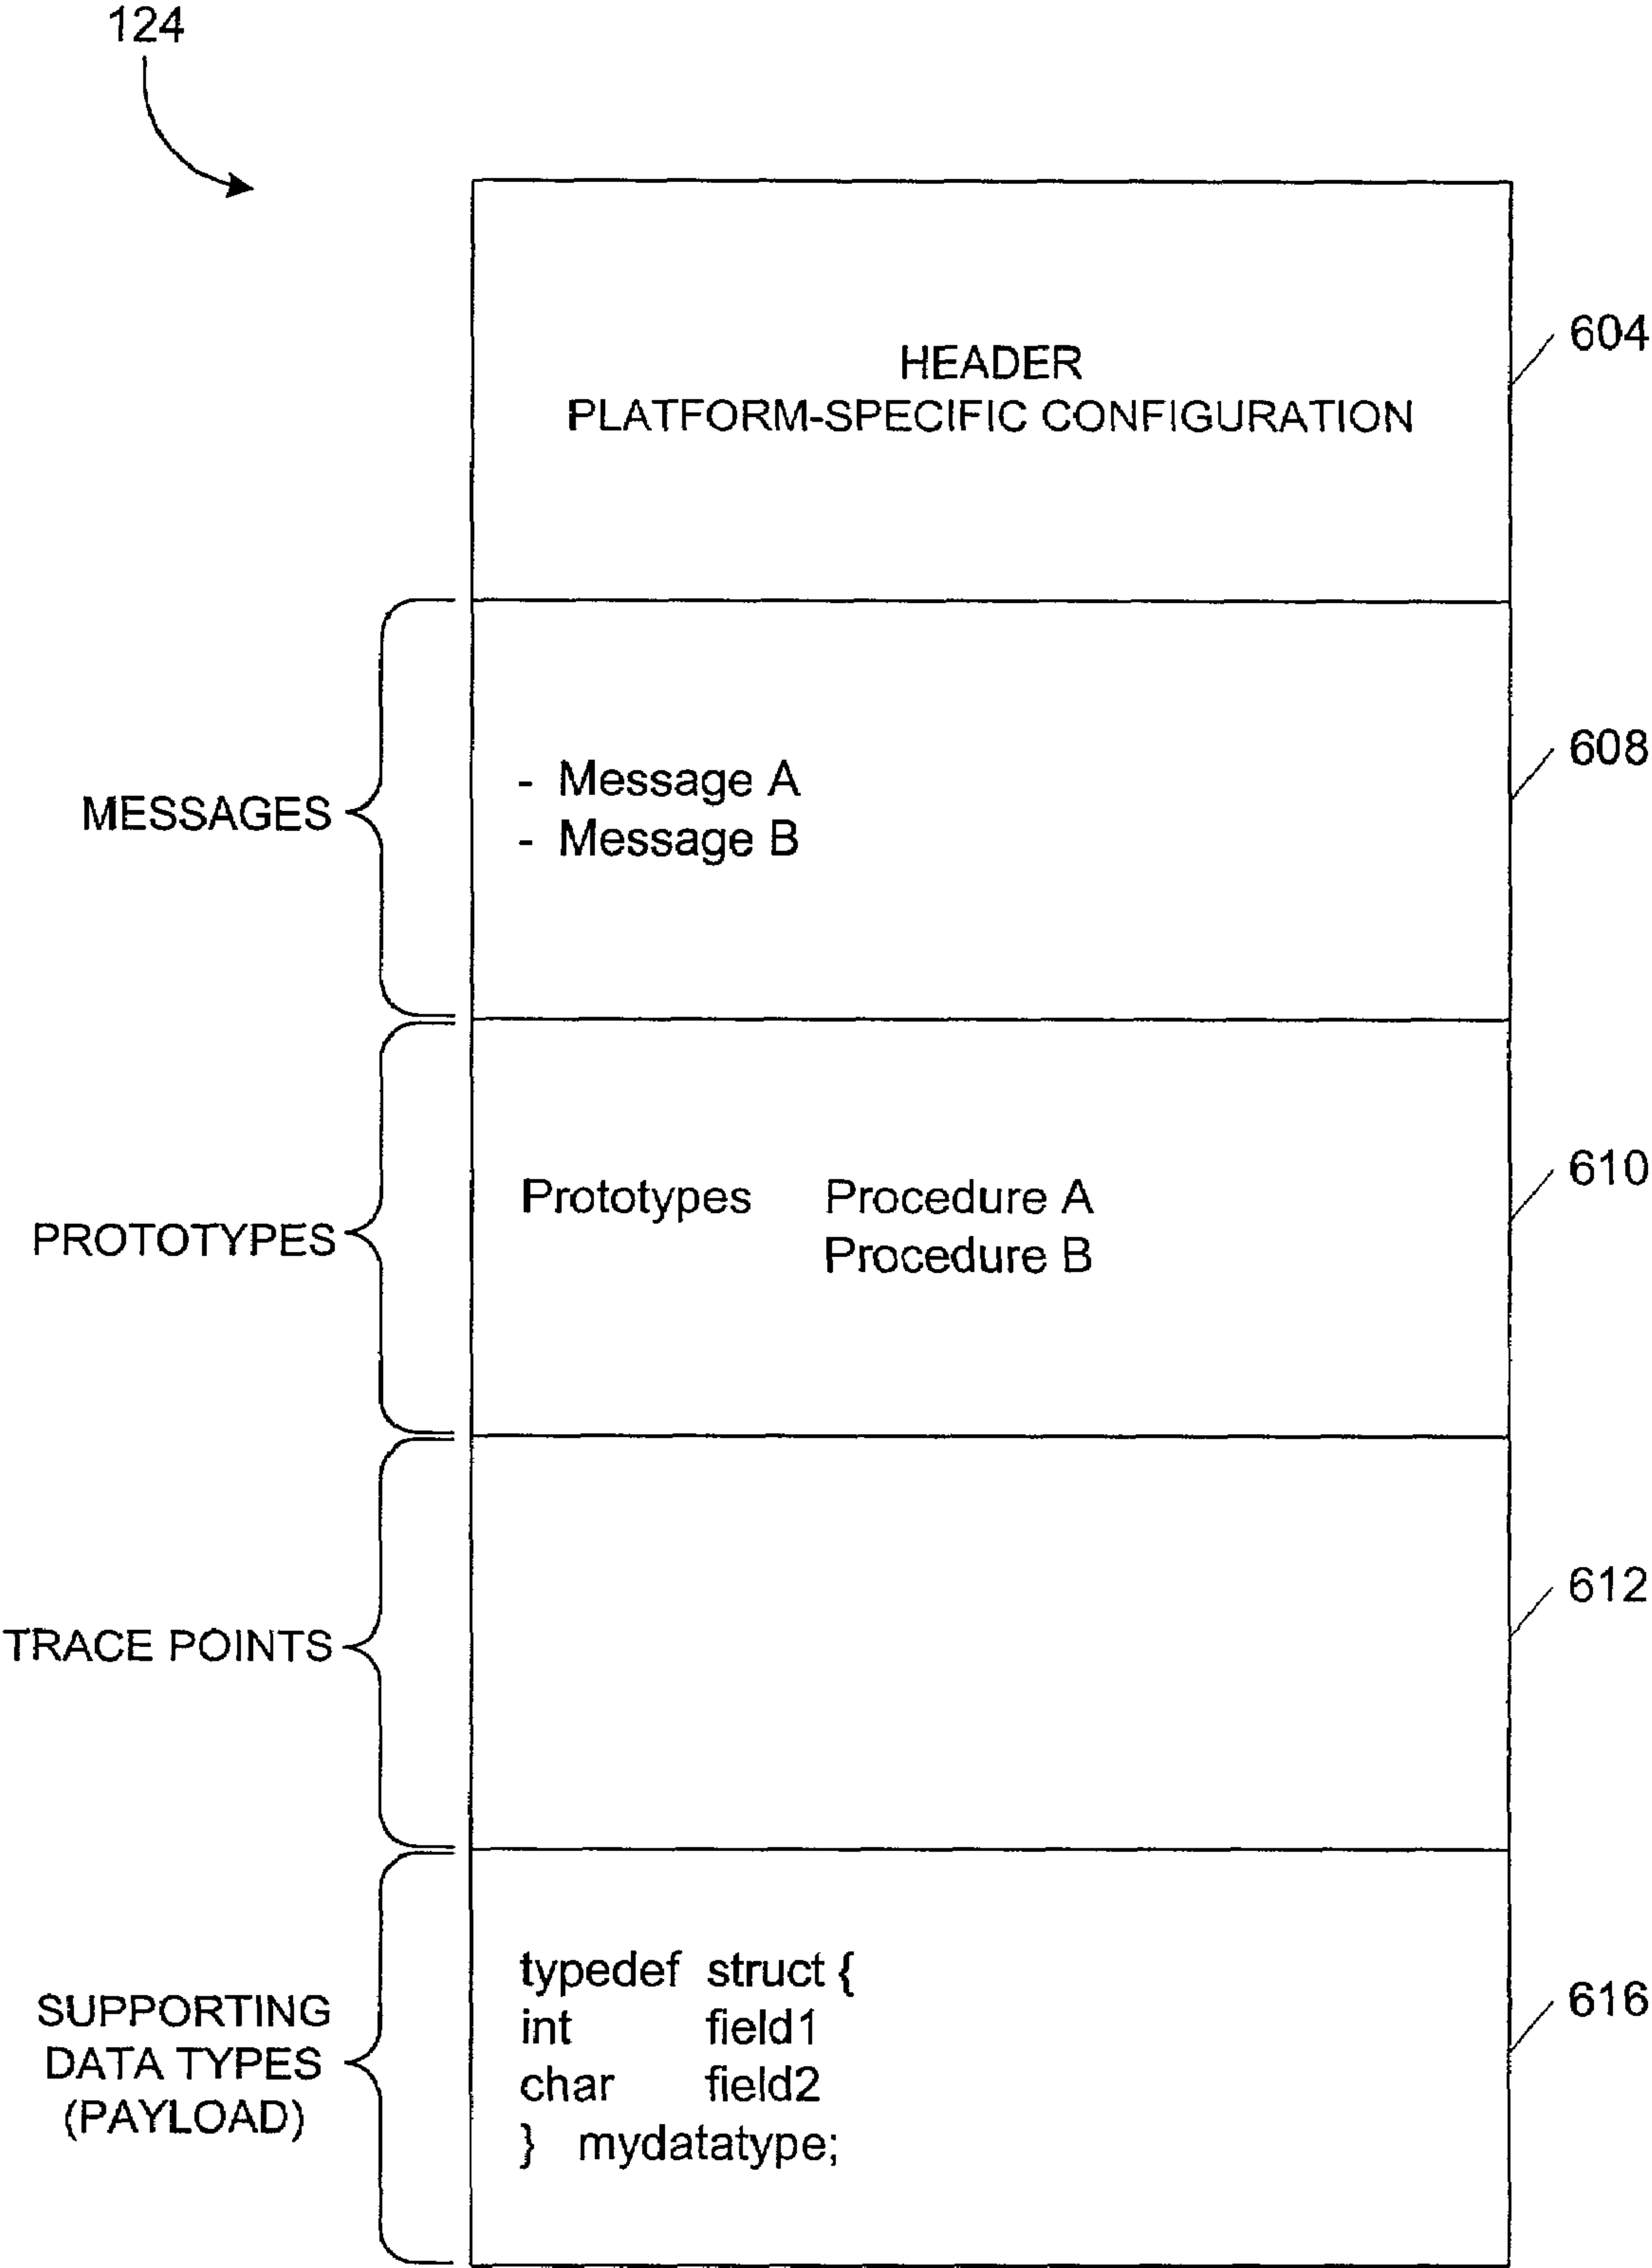 124
HEADER
PLATFORM-SPECIFIC CONFIGURATION
604
MESSAGES
- Message A
- Message B
608
PROTOTYPES
Prototypes Procedure A
Procedure B
610
TRACE POINTS
612
SUPPORTING
DATA TYPES
(PAYLOAD)
typedef struct {
int field1
char field2
} mydatatype;
616